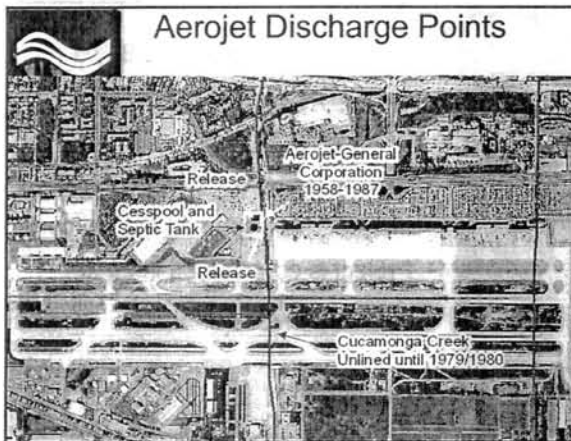 Aerojet Discharge Points
Aerojet-General
Corporation
1958-1987
Release
Cesspool and
Septic Tank
Release
Cucamonga Creek
Unlined until 1979/1980